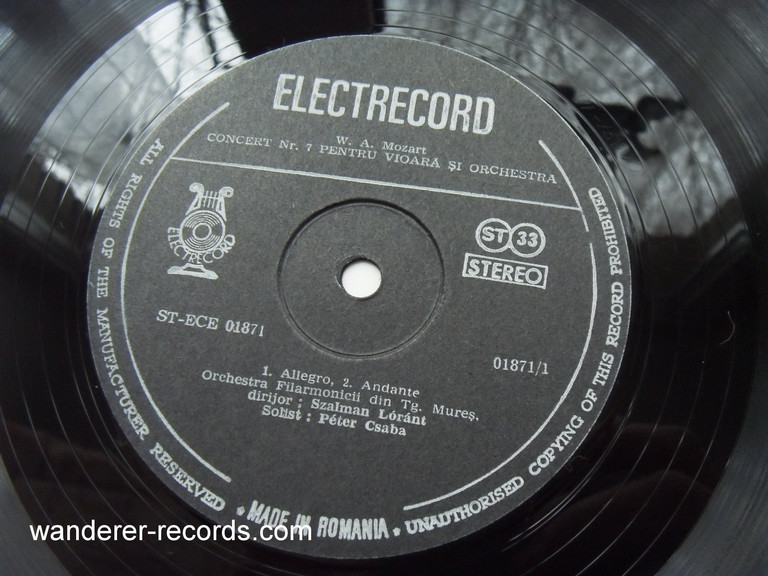 ELECTRECORD
W. A. Mozart
CONCERT Nr. 7 PENTRU VIOARĂ ŞI ORCHESTRA
ELECTRECORD
ST 33
STEREO
ST-ECE 01871
01871/1
1. Allegro, 2. Andante
Orchestra Filarmonicii din Tg. Mureş,
dirijor : Szalman Lóránt
Solist : Péter Csaba
ALL RIGHTS OF THE MANUFACTURER RESERVED * MADE IN ROMANIA * UNAUTHORISED COPYING OF THIS RECORD PROHIBITED
wanderer-records.com